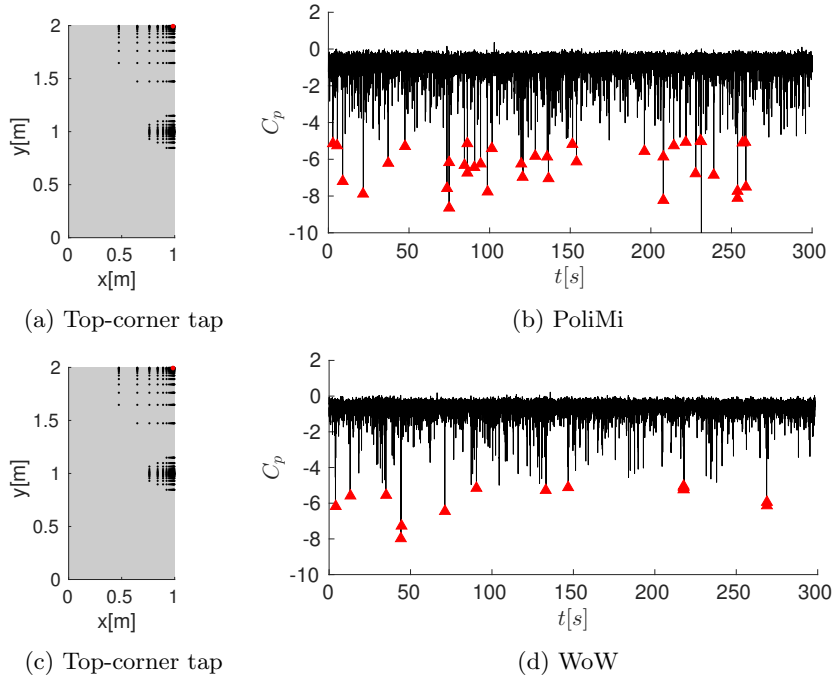 2
1.5
1
0.5
0
y[m]
0 0.5 1
x[m]
(a) Top-corner tap
2
0
-2
-4
-6
-8
-10
C_p
0 50 100 150 200 250 300
t[s]
(b) PoliMi
2
1.5
1
0.5
0
y[m]
0 0.5 1
x[m]
(c) Top-corner tap
2
0
-2
-4
-6
-8
-10
C_p
0 50 100 150 200 250 300
t[s]
(d) WoW